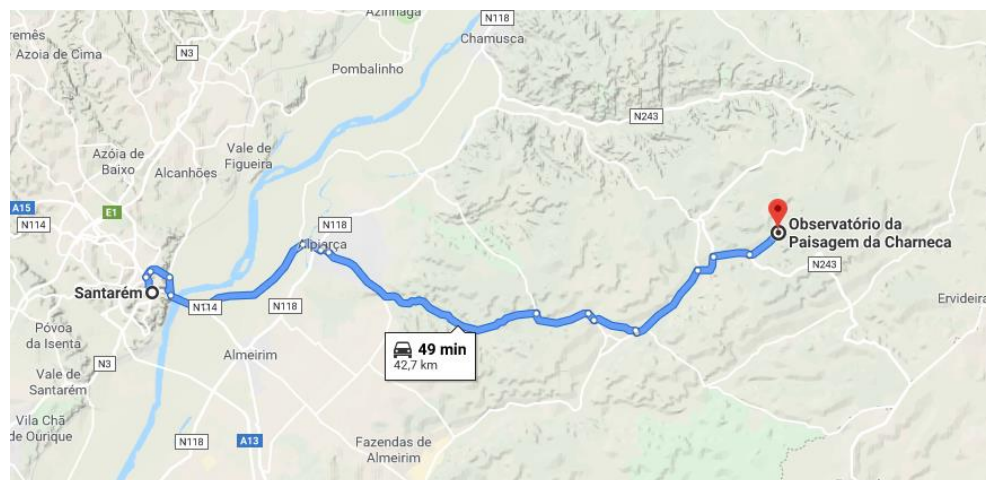 Azinhaga
N118
Chamusca
remês
Azoia de Cima
N3
Pombalinho
N243
Azóia de
Baixo
Vale de
Figueira
Alcanhões
A15
E1
N114
N118
Alpiarça
Observatório da
Paisagem da Charneca
N243
Santarém
N114
N118
Ervideira
Póvoa
da Isenta
49 min
42,7 km
Almeirim
N3
Vale de
Santarém
Vila Chã
de Ourique
N118
A13
Fazendas de
Almeirim